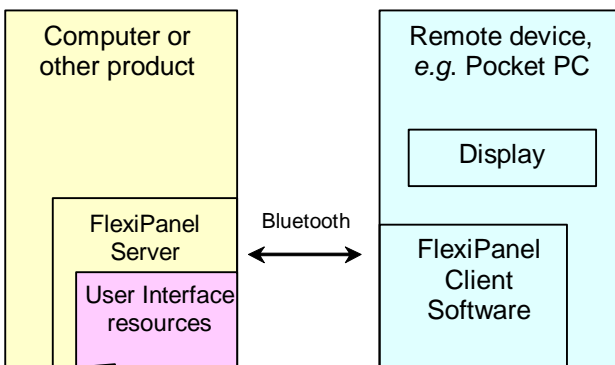 Computer or
other product
Remote device,
e.g. Pocket PC
Display
FlexiPanel
Server
Bluetooth
FlexiPanel
Client
Software
User Interface
resources